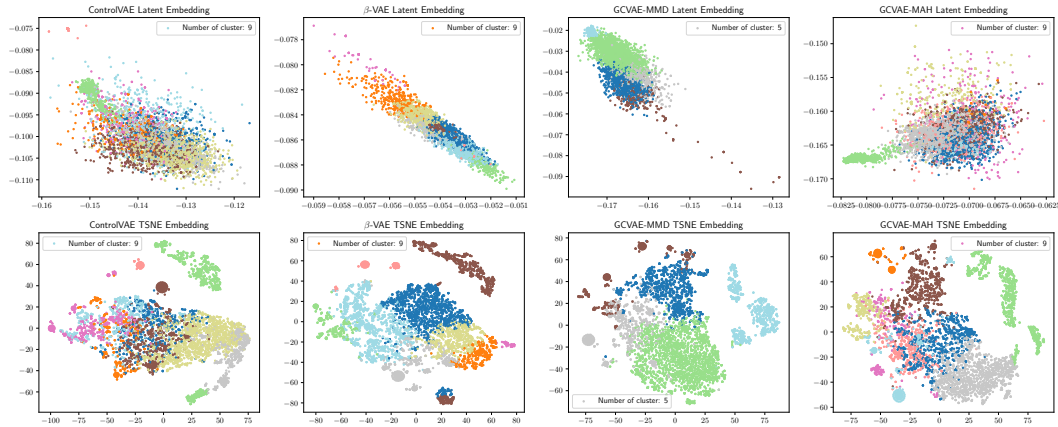 ControlVAE Latent Embedding
Number of cluster: 9
−0.075
−0.080
−0.085
−0.090
−0.095
−0.100
−0.105
−0.110
−0.16 −0.15 −0.14 −0.13 −0.12
β-VAE Latent Embedding
Number of cluster: 9
−0.078
−0.080
−0.082
−0.084
−0.086
−0.088
−0.090
−0.059 −0.058 −0.057 −0.056 −0.055 −0.054 −0.053 −0.052 −0.051
GCVAE-MMD Latent Embedding
Number of cluster: 5
−0.02
−0.03
−0.04
−0.05
−0.06
−0.07
−0.08
−0.09
−0.17 −0.16 −0.15 −0.14 −0.13
GCVAE-MAH Latent Embedding
Number of cluster: 9
−0.150
−0.155
−0.160
−0.165
−0.170
−0.0825 −0.0800 −0.0775 −0.0750 −0.0725 −0.0700 −0.0675 −0.0650 −0.0625
ControlVAE TSNE Embedding
Number of cluster: 9
80
60
40
20
0
−20
−40
−60
−100 −75 −50 −25 0 25 50 75
β-VAE TSNE Embedding
Number of cluster: 9
80
60
40
20
0
−20
−40
−60
−80
−80 −60 −40 −20 0 20 40 60 80
GCVAE-MMD TSNE Embedding
Number of cluster: 5
80
60
40
20
0
−20
−40
−60
−75 −50 −25 0 25 50 75
GCVAE-MAH TSNE Embedding
Number of cluster: 9
60
40
20
0
−20
−40
−60
−75 −50 −25 0 25 50 75